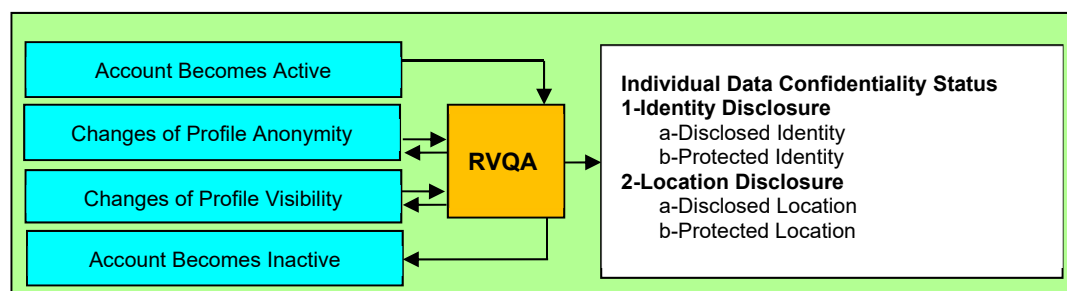 Account Becomes Active
Changes of Profile Anonymity
Changes of Profile Visibility
Account Becomes Inactive
RVQA
Individual Data Confidentiality Status
1-Identity Disclosure
a-Disclosed Identity
b-Protected Identity
2-Location Disclosure
a-Disclosed Location
b-Protected Location